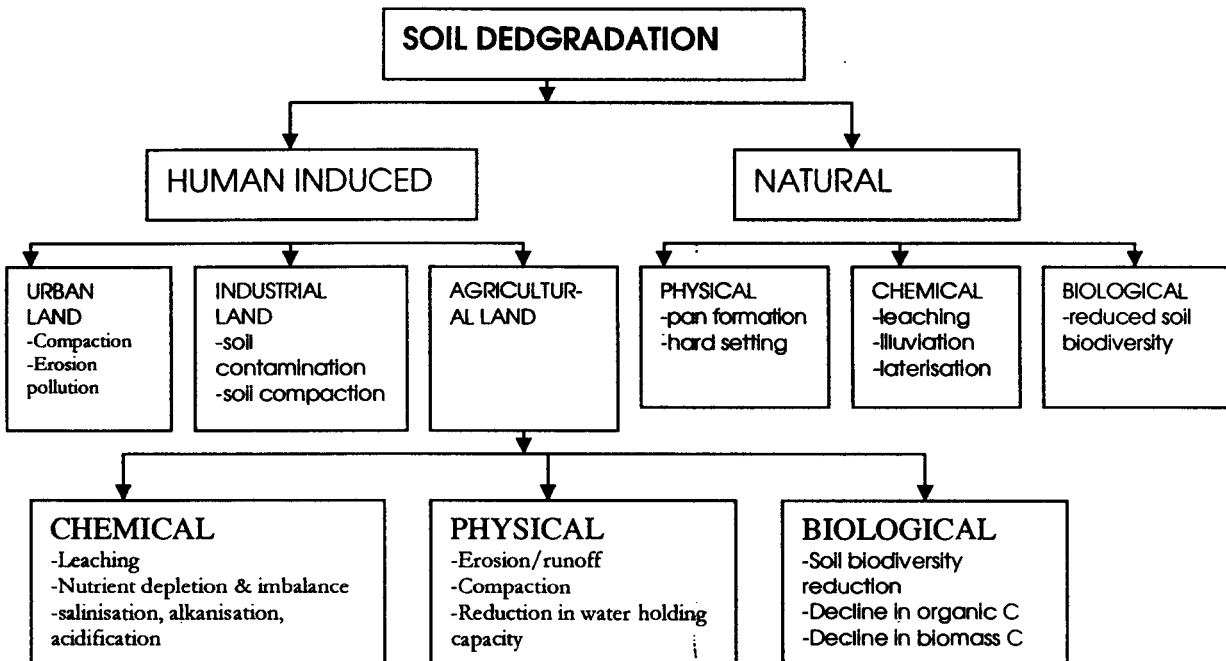 SOIL DEDGRADATION
HUMAN INDUCED
NATURAL
URBAN
LAND
-Compaction
-Erosion
pollution
INDUSTRIAL
LAND
-soil
contamination
-soil compaction
AGRICULTUR-
AL LAND
PHYSICAL
-pan formation
-hard setting
CHEMICAL
-leaching
-illuviation
-laterisation
BIOLOGICAL
-reduced soil
biodiversity
CHEMICAL
-Leaching
-Nutrient depletion & imbalance
-salinisation, alkanisation,
acidification
PHYSICAL
-Erosion/runoff
-Compaction
-Reduction in water holding
capacity
BIOLOGICAL
-Soil biodiversity
reduction
-Decline in organic C
-Decline in biomass C